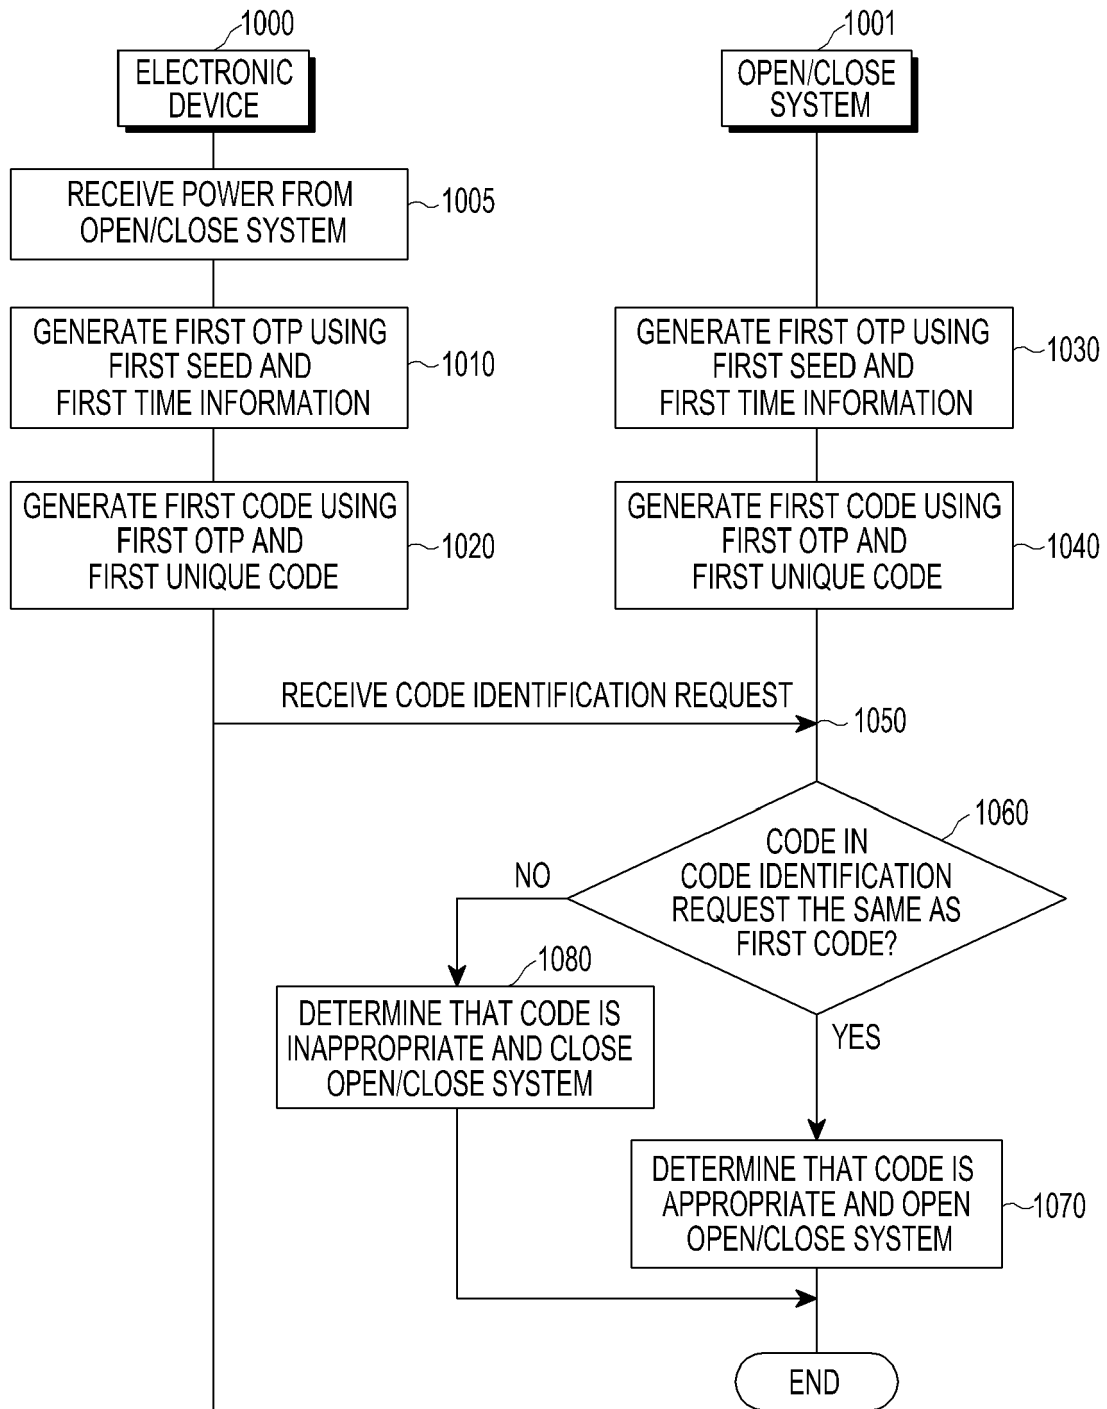 1000
ELECTRONIC
DEVICE
1001
OPEN/CLOSE
SYSTEM
RECEIVE POWER FROM
OPEN/CLOSE SYSTEM
1005
GENERATE FIRST OTP USING
FIRST SEED AND
FIRST TIME INFORMATION
1010
GENERATE FIRST OTP USING
FIRST SEED AND
FIRST TIME INFORMATION
1030
GENERATE FIRST CODE USING
FIRST OTP AND
FIRST UNIQUE CODE
1020
GENERATE FIRST CODE USING
FIRST OTP AND
FIRST UNIQUE CODE
1040
RECEIVE CODE IDENTIFICATION REQUEST
1050
1060
CODE IN
CODE IDENTIFICATION
REQUEST THE SAME AS
FIRST CODE?
NO
1080
DETERMINE THAT CODE IS
INAPPROPRIATE AND CLOSE
OPEN/CLOSE SYSTEM
YES
DETERMINE THAT CODE IS
APPROPRIATE AND OPEN
OPEN/CLOSE SYSTEM
1070
END